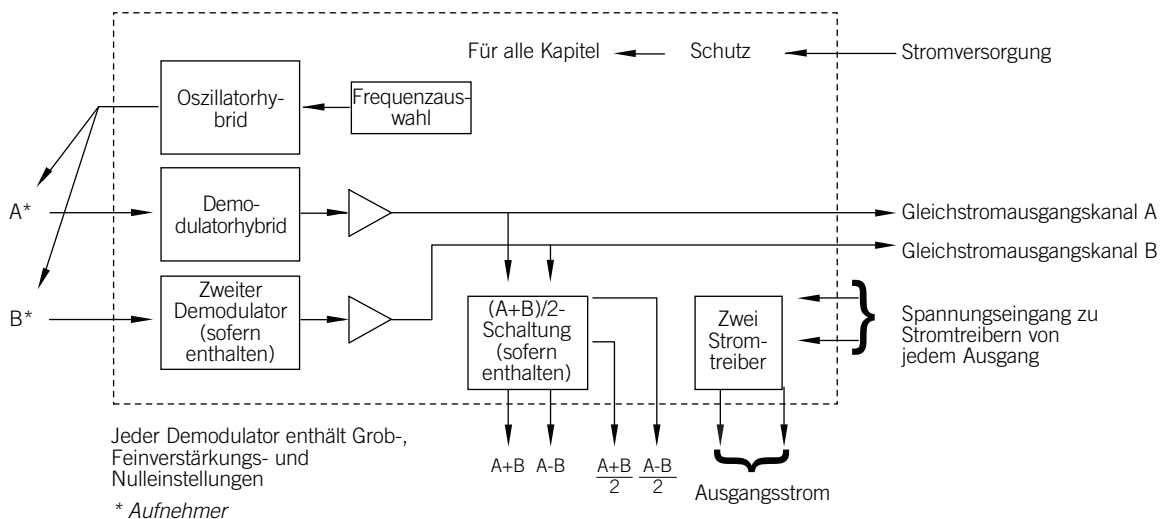 Für alle Kapitel
Schutz
Stromversorgung
Oszillatorhy-
brid
Frequenzaus-
wahl
A*
Demo-
dulatorhybrid
Gleichstromausgangskanal A
Gleichstromausgangskanal B
B*
Zweiter
Demodulator
(sofern
enthalten)
(A+B)/2-
Schaltung
(sofern
enthalten)
Zwei
Strom-
treiber
Spannungseingang zu
Stromtreibern von
jedem Ausgang
Jeder Demodulator enthält Grob-,
Feinverstärkungs- und
Nulleinstellungen
* Aufnehmer
A+B
A-B
A+B
2
A-B
2
Ausgangsstrom